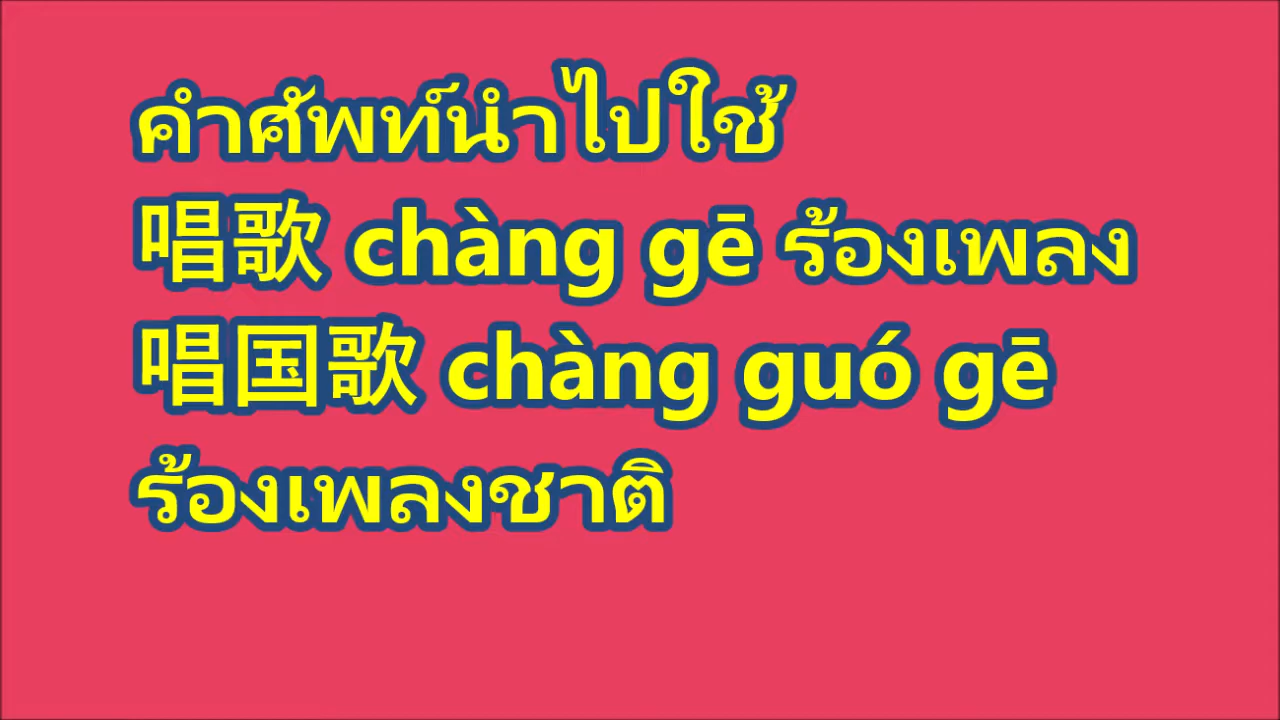 คำศัพท์นำไปใช้
唱歌 chàng gē ร้องเพลง
唱国歌 chàng guó gē
ร้องเพลงชาติ